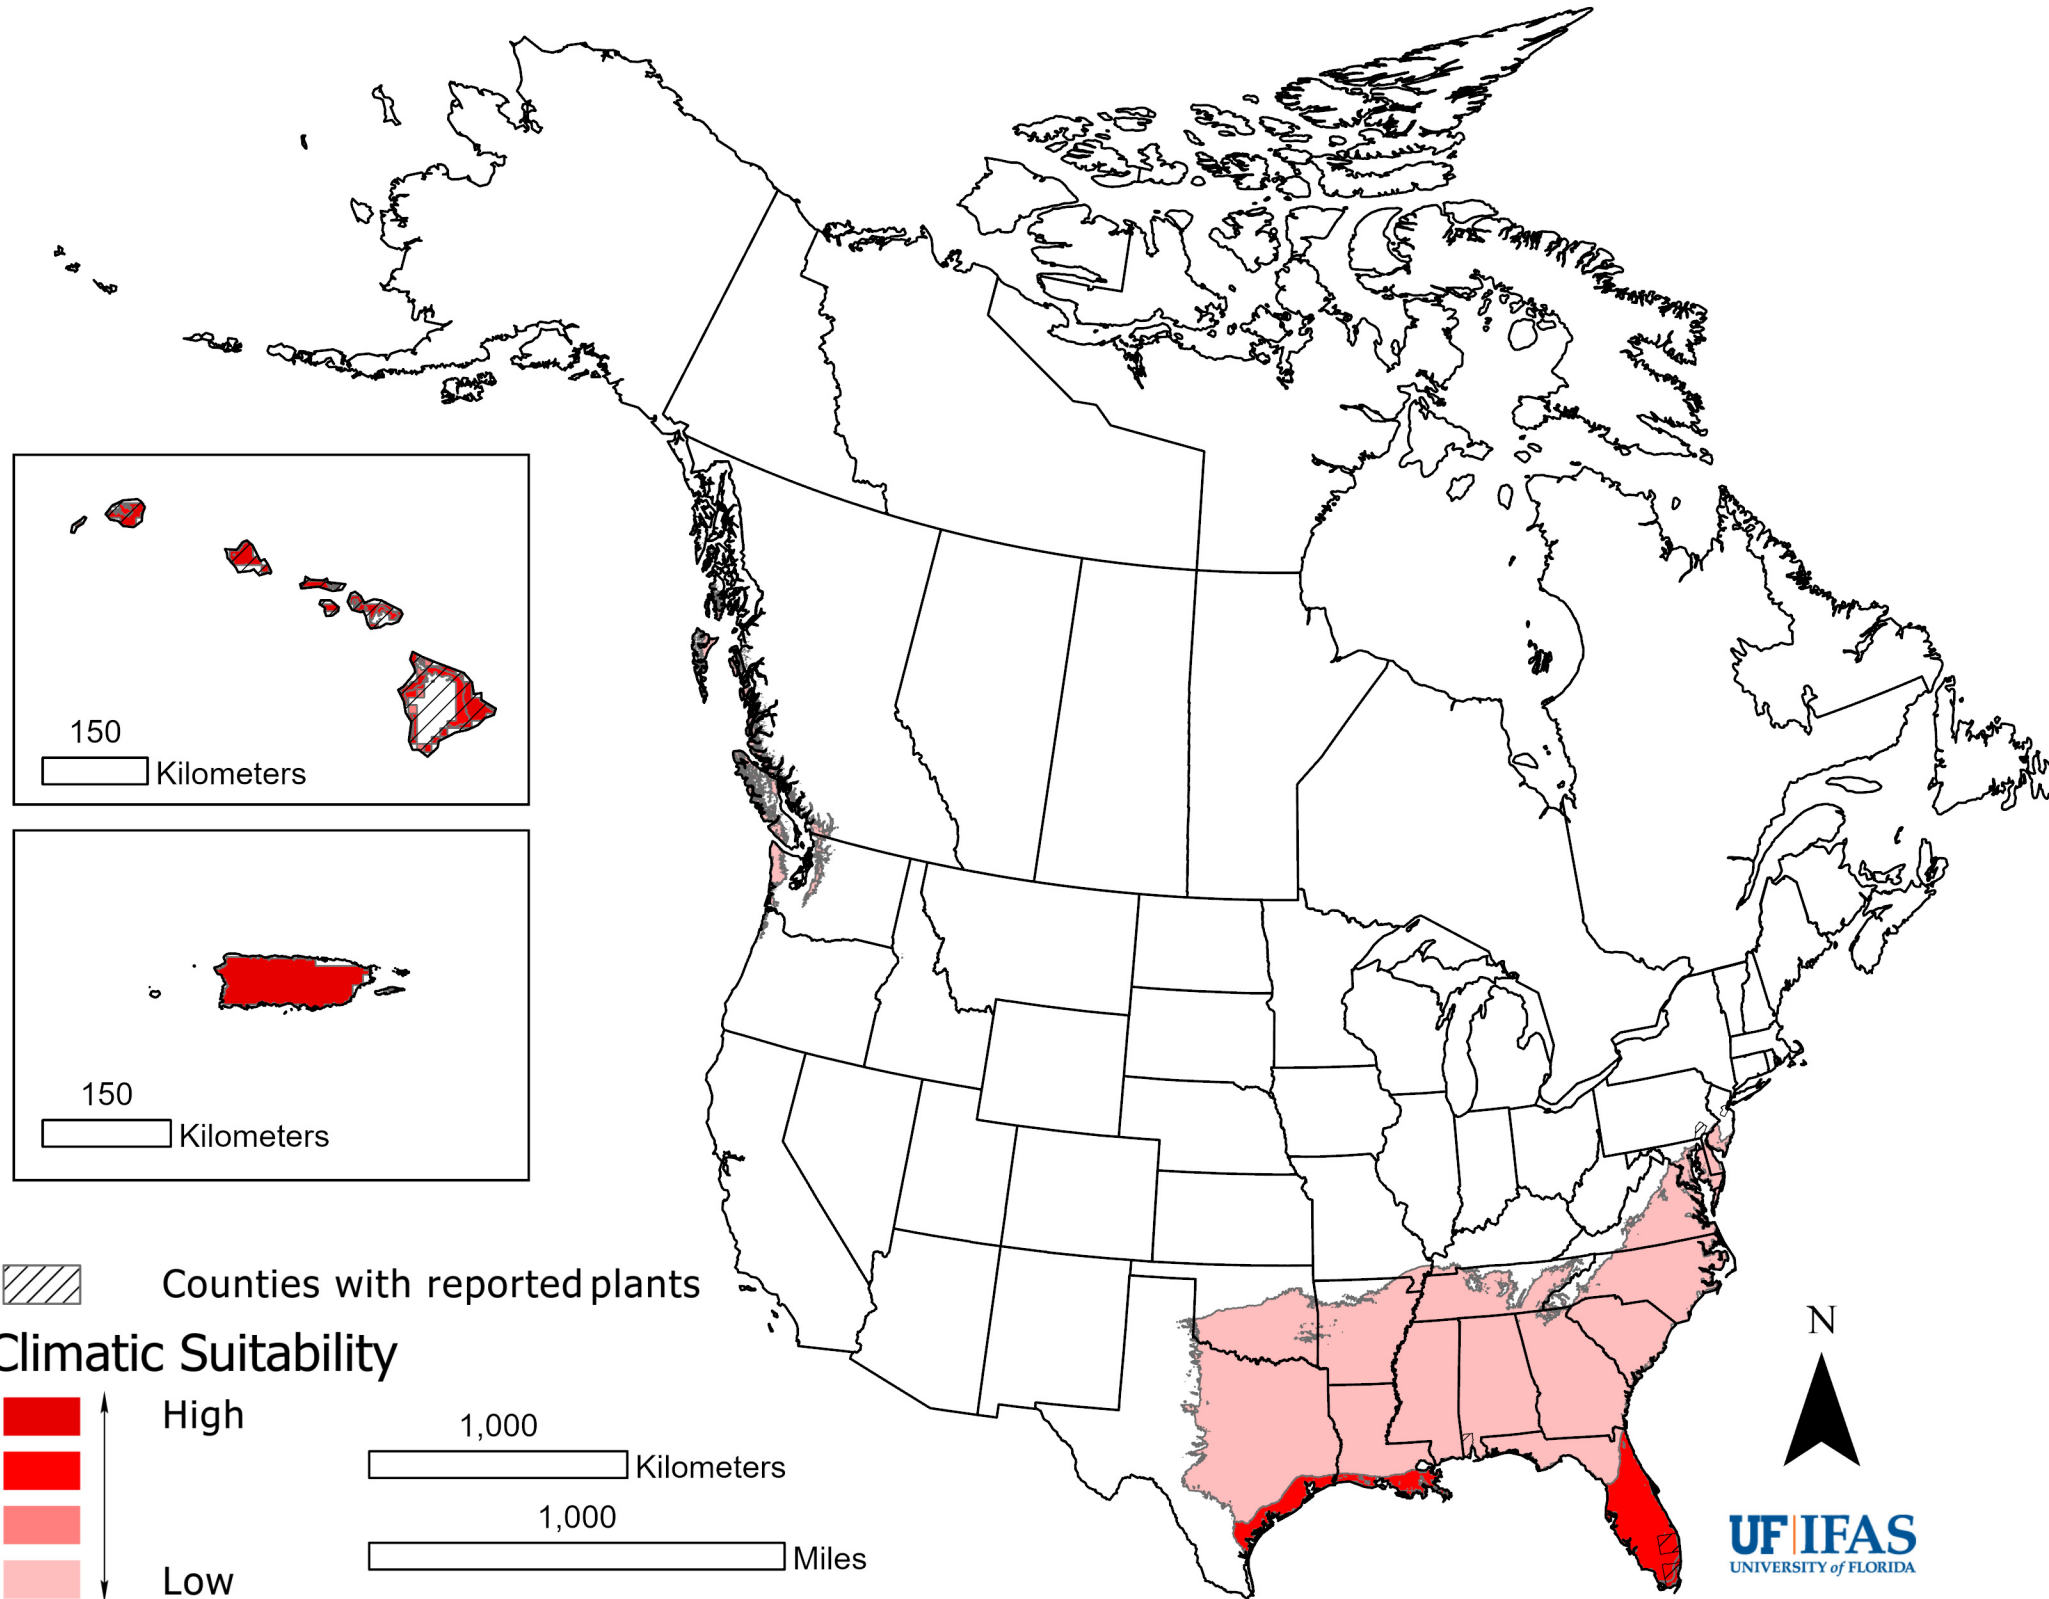 150
Kilometers
150
Kilometers
Counties with reported plants
Climatic Suitability
High
Low
1,000
Kilometers
1,000
Miles
N
UF|IFAS
UNIVERSITY of FLORIDA